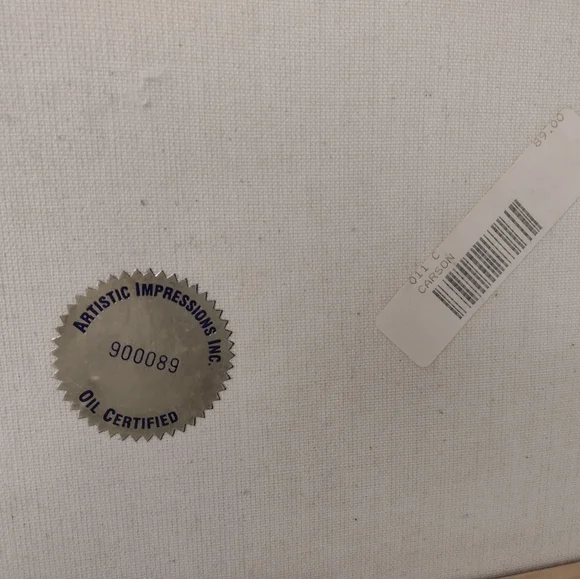 ARTISTIC IMPRESSIONS INC.
900089
OIL CERTIFIED
89.00
OIL C
CARSON